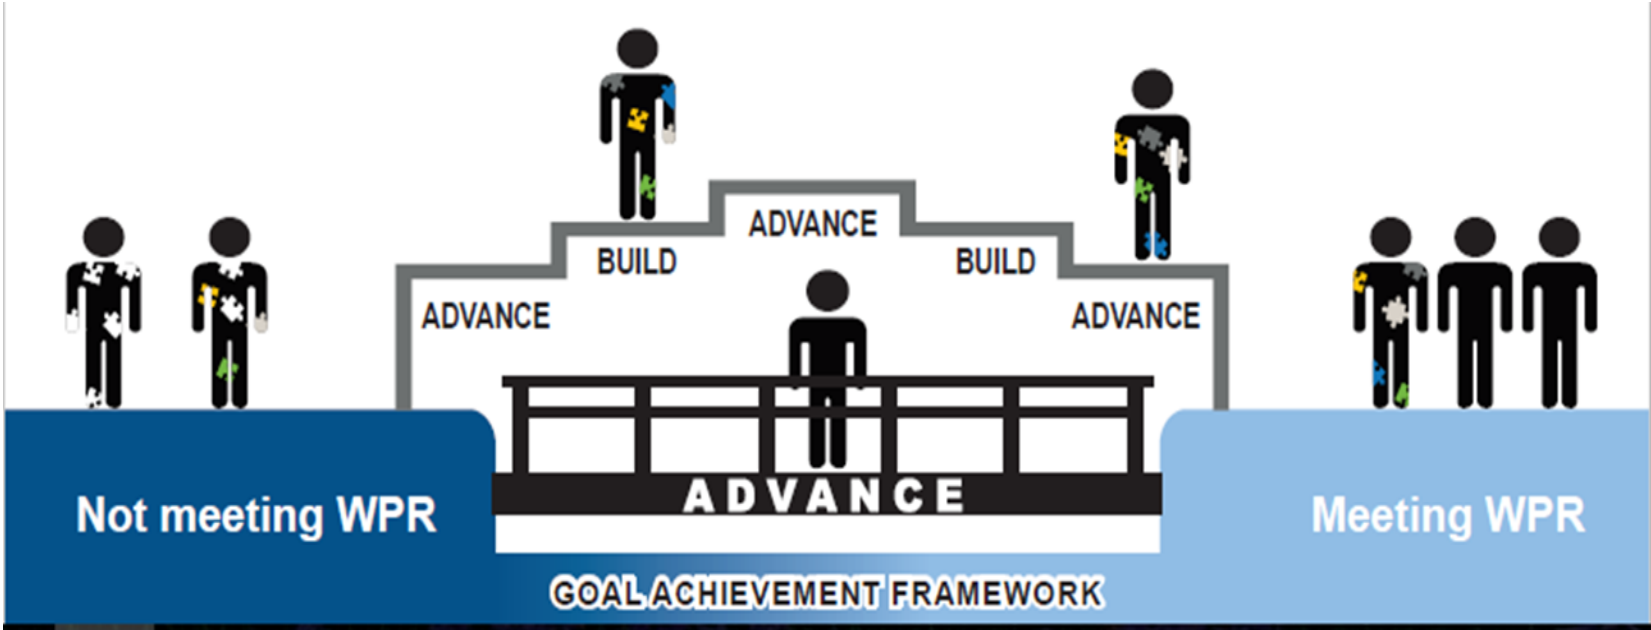 ADVANCE
BUILD
ADVANCE
BUILD
ADVANCE
ADVANCE
Not meeting WPR
Meeting WPR
GOAL ACHIEVEMENT FRAMEWORK